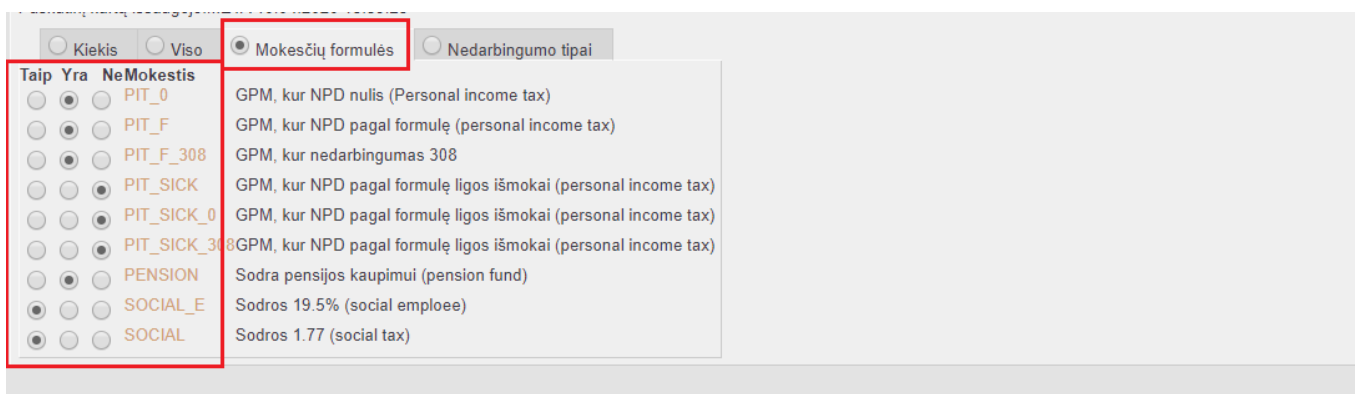 Kiekis Viso Mokesčių formulės Nedarbingumo tipai
Taip Yra Ne Mokestis
PIT_0 GPM, kur NPD nulis (Personal income tax)
PIT_F GPM, kur NPD pagal formulę (personal income tax)
PIT_F_308 GPM, kur nedarbingumas 308
PIT_SICK GPM, kur NPD pagal formulę ligos išmokai (personal income tax)
PIT_SICK_0 GPM, kur NPD pagal formulę ligos išmokai (personal income tax)
PIT_SICK_308 GPM, kur NPD pagal formulę ligos išmokai (personal income tax)
PENSION Sodra pensijos kaupimui (pension fund)
SOCIAL_E Sodros 19.5% (social emploee)
SOCIAL Sodros 1.77 (social tax)